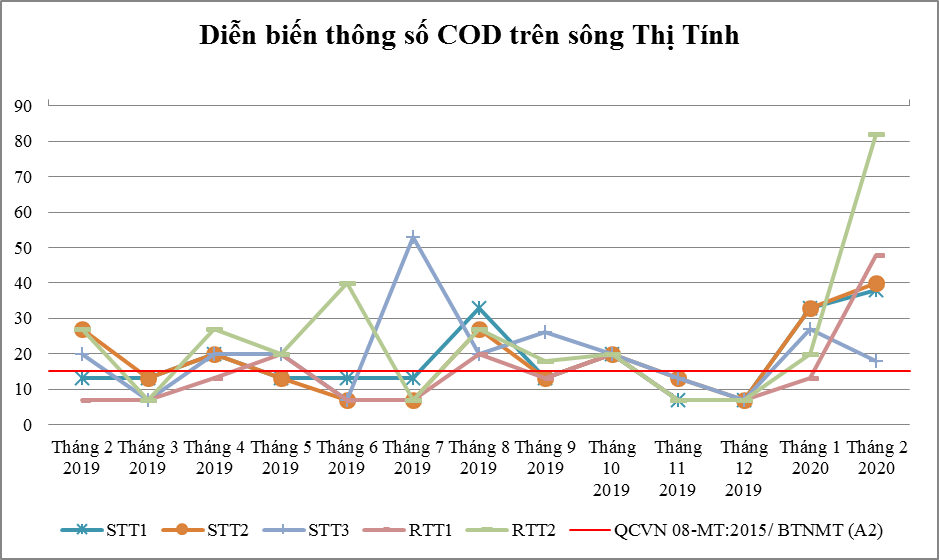 Diễn biến thông số COD trên sông Thị Tính
90
80
70
60
50
40
30
20
10
0
Tháng 2 Tháng 3 Tháng 4 Tháng 5 Tháng 6 Tháng 7 Tháng 8 Tháng 9 Tháng Tháng Tháng Tháng 1 Tháng 2
2019 2019 2019 2019 2019 2019 2019 2019 10 11 12 2020 2020
2019 2019 2019
STT1 STT2 STT3 RTT1 RTT2 QCVN 08-MT:2015/ BTNMT (A2)